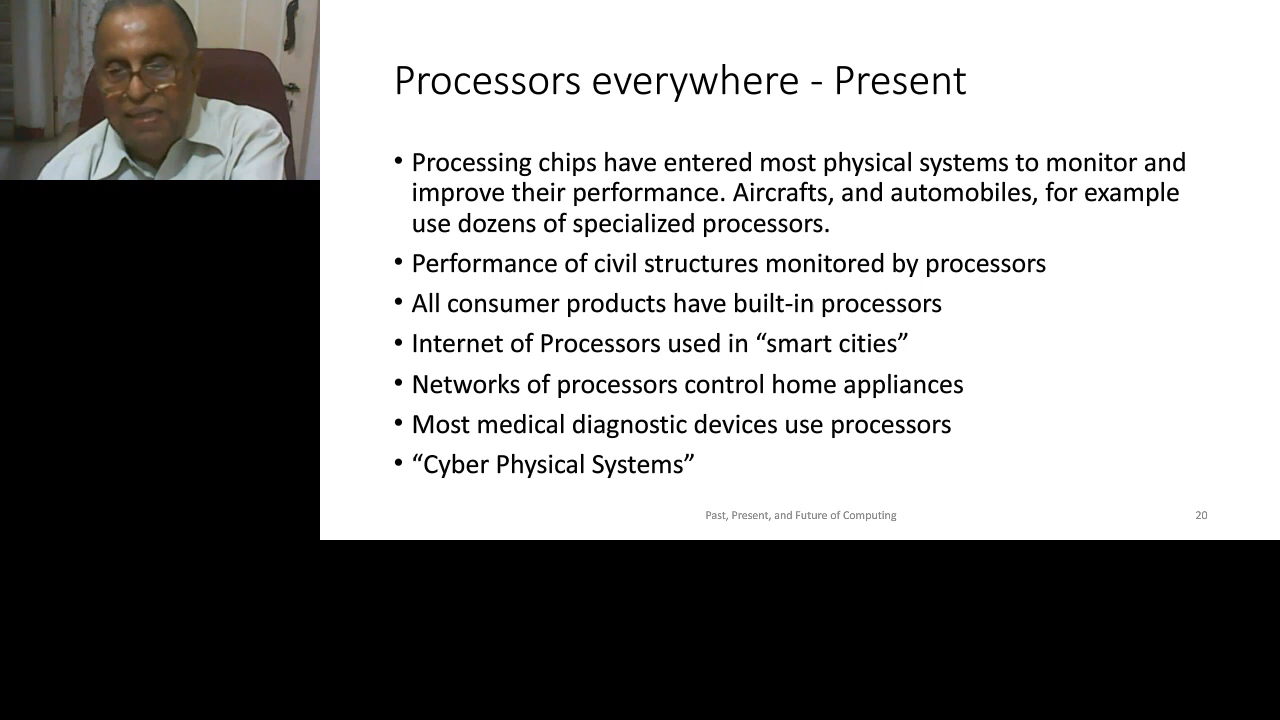 Processors everywhere - Present
• Processing chips have entered most physical systems to monitor and
improve their performance. Aircrafts, and automobiles, for example
use dozens of specialized processors.
• Performance of civil structures monitored by processors
• All consumer products have built-in processors
• Internet of Processors used in “smart cities”
• Networks of processors control home appliances
• Most medical diagnostic devices use processors
• “Cyber Physical Systems”
Past, Present, and Future of Computing
20